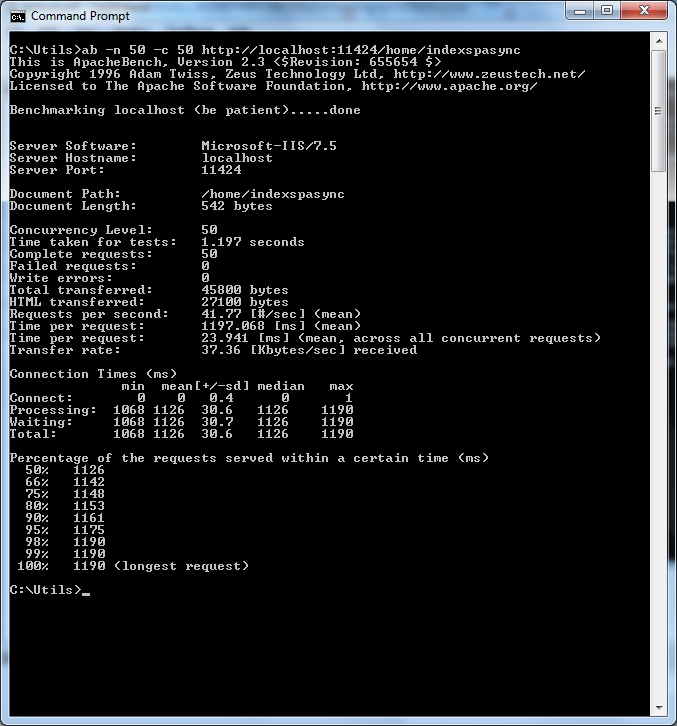 Command Prompt
C:\Utils>ab -n 50 -c 50 http://localhost:11424/home/indexspasync
This is ApacheBench, Version 2.3 <$Revision: 655654 $>
Copyright 1996 Adam Twiss, Zeus Technology Ltd, http://www.zeustech.net/
Licensed to The Apache Software Foundation, http://www.apache.org/
Benchmarking localhost (be patient).....done
Server Software:        Microsoft-IIS/7.5
Server Hostname:        localhost
Server Port:            11424
Document Path:          /home/indexspasync
Document Length:        542 bytes
Concurrency Level:      50
Time taken for tests:   1.197 seconds
Complete requests:      50
Failed requests:        0
Write errors:           0
Total transferred:      45800 bytes
HTML transferred:       27100 bytes
Requests per second:    41.77 [#/sec] (mean)
Time per request:       1197.068 [ms] (mean)
Time per request:       23.941 [ms] (mean, across all concurrent requests)
Transfer rate:          37.36 [Kbytes/sec] received
Connection Times (ms)
              min  mean[+/-sd] median   max
Connect:        0    0   0.4      0       1
Processing:  1068 1126  30.6   1126    1190
Waiting:     1068 1126  30.7   1126    1190
Total:       1068 1126  30.6   1126    1190
Percentage of the requests served within a certain time (ms)
  50%   1126
  66%   1142
  75%   1148
  80%   1153
  90%   1161
  95%   1175
  98%   1190
  99%   1190
 100%   1190 (longest request)
C:\Utils>_